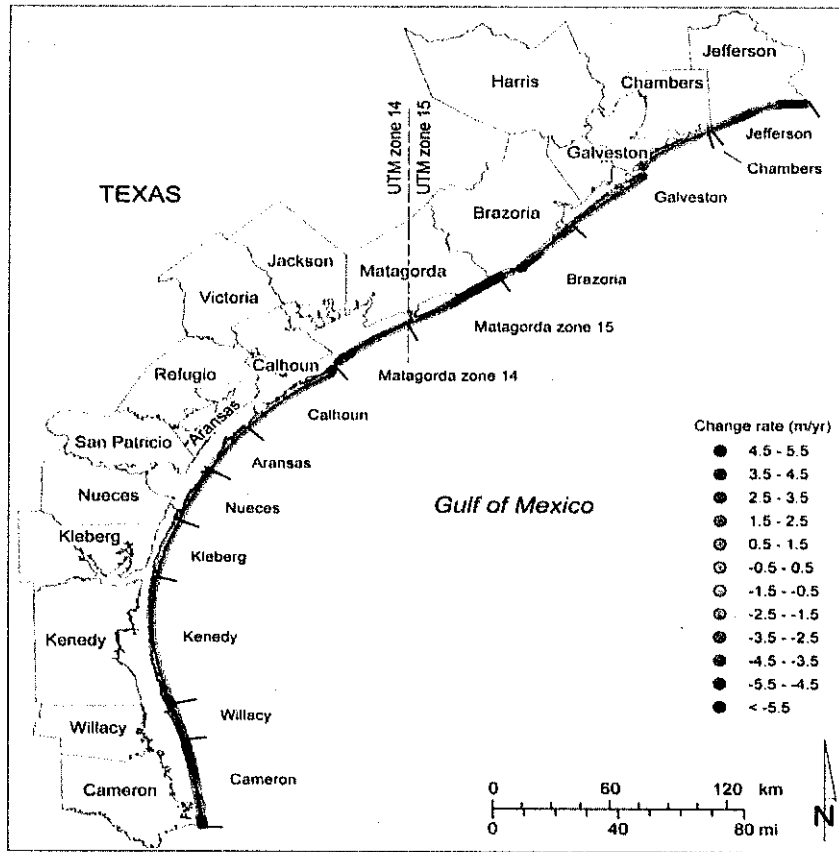 Jefferson
Harris
Chambers
UTM zone 14
UTM zone 15
Jefferson
Galveston
Chambers
TEXAS
Galveston
Brazoria
Jackson
Matagorda
Victoria
Brazoria
Matagorda zone 15
Calhoun
Refugio
Matagorda zone 14
Aransas
Calhoun
San Patricio
Aransas
Nueces
Nueces
Gulf of Mexico
Kleberg
Kleberg
Kenedy
Kenedy
Willacy
Willacy
Cameron
Cameron
Change rate (m/yr)
4.5 - 5.5
3.5 - 4.5
2.5 - 3.5
1.5 - 2.5
0.5 - 1.5
-0.5 - 0.5
-1.5 - -0.5
-2.5 - -1.5
-3.5 - -2.5
-4.5 - -3.5
-5.5 - -4.5
< -5.5
0 60 120 km
0 40 80 mi
N